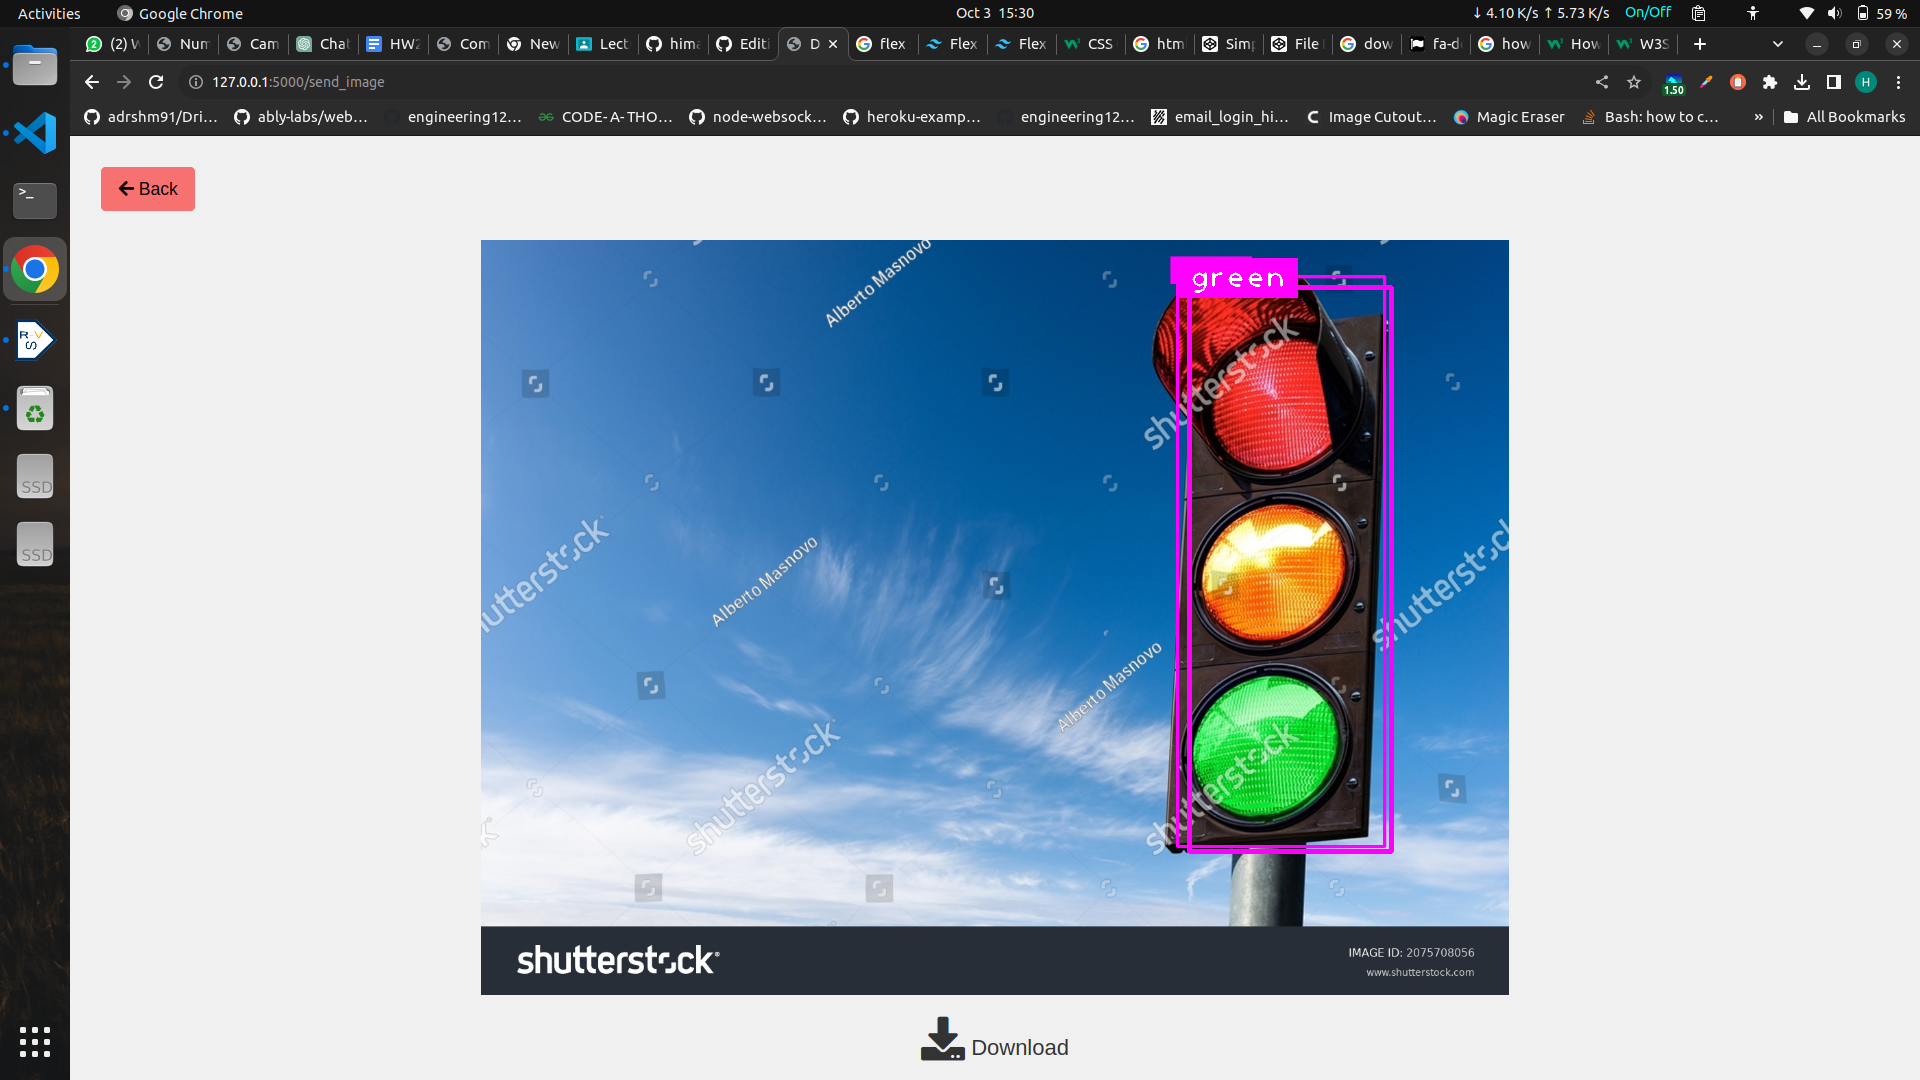 Activities
Google Chrome
Oct 3 15:30
↓ 4.10 K/s ↑ 5.73 K/s
On/Off
59 %
(2) W
Num
Cam
Chat
HW2
Com
New
Lect
hima
Edit
D
flex
Flex
Flex
CSS
html
Simp
File
dow
fa-d
how
How
W3S
127.0.0.1:5000/send_image
1.50
H
adrshm91/Dri...
ably-labs/web...
engineering12...
CODE- A- THO...
node-websock...
heroku-examp...
engineering12...
email_login_hi...
Image Cutout...
Magic Eraser
Bash: how to c...
»
All Bookmarks
Back
green
Alberto Masnovo
shutterstock
shutterstock
Alberto Masnovo
shutterstock
Alberto Masnovo
shutterstock
shutterstock
shutterstock
IMAGE ID: 2075708056
www.shutterstock.com
Download
SSD
SSD